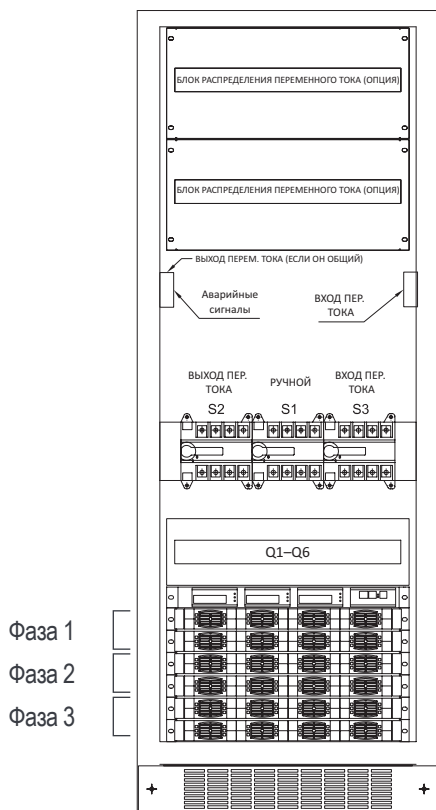 БЛОК РАСПРЕДЕЛЕНИЯ ПЕРЕМЕННОГО ТОКА (ОПЦИЯ)
БЛОК РАСПРЕДЕЛЕНИЯ ПЕРЕМЕННОГО ТОКА (ОПЦИЯ)
ВЫХОД ПЕРЕМ. ТОКА (ЕСЛИ ОН ОБЩИЙ)
Аварийные
сигналы
ВХОД ПЕР.
ТОКА
ВЫХОД ПЕР.
ТОКА
S2
РУЧНОЙ
S1
ВХОД ПЕР.
ТОКА
S3
Q1–Q6
Фаза 1
Фаза 2
Фаза 3